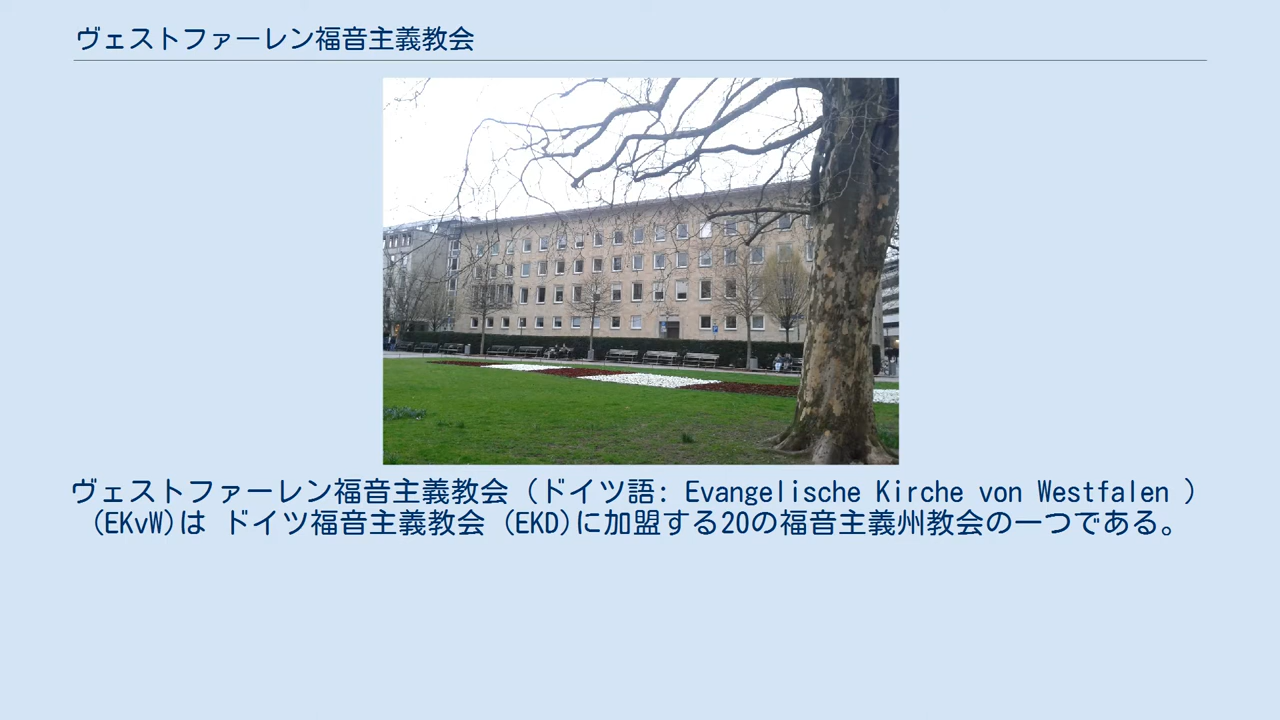 ヴェストファーレン福音主義教会
ヴェストファーレン福音主義教会 (ドイツ語: Evangelische Kirche von Westfalen )
(EKvW)は ドイツ福音主義教会 (EKD)に加盟する20の福音主義州教会の一つである。